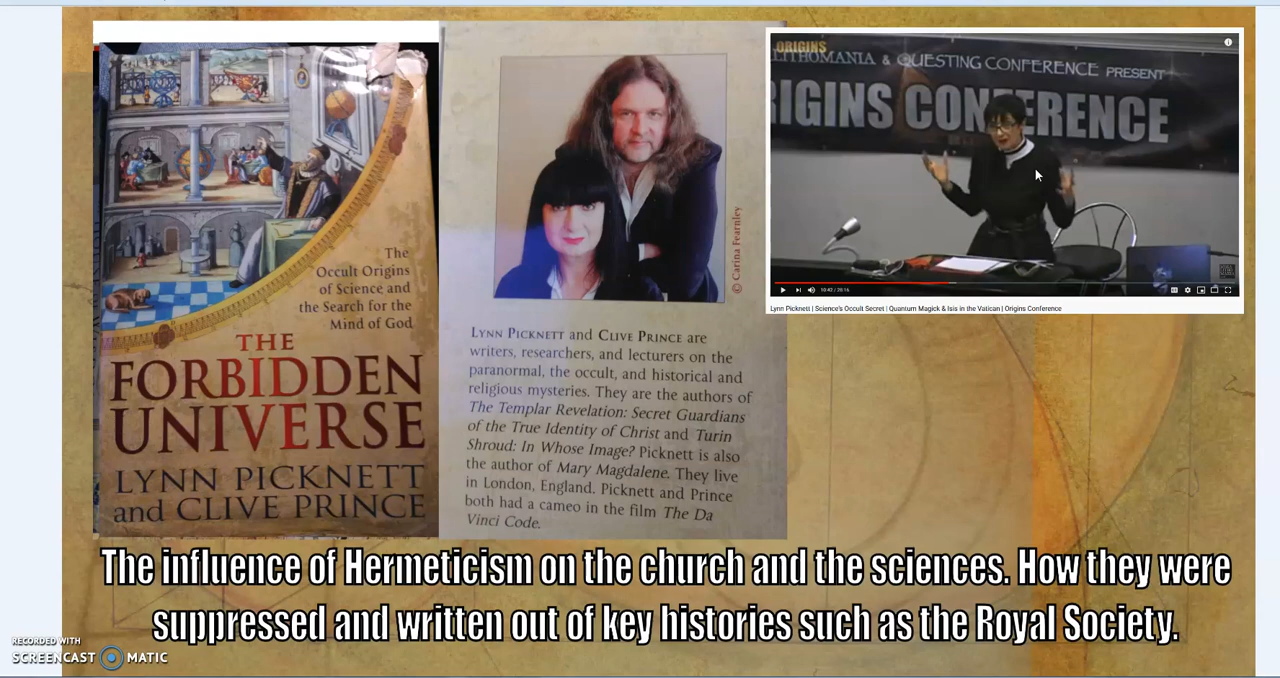 The
Occult Origins
of Science and
the Search for the
Mind of God
THE
FORBIDDEN
UNIVERSE
LYNN PICKNETT
and CLIVE PRINCE
© Carina Fearnley
LYNN PICKNETT and CLIVE PRINCE are
writers, researchers, and lecturers on the
paranormal, the occult, and historical and
religious mysteries. They are the authors of
The Templar Revelation: Secret Guardians
of the True Identity of Christ and Turin
Shroud: In Whose Image? Picknett is also
the author of Mary Magdalene. They live
in London, England. Picknett and Prince
both had a cameo in the film The Da
Vinci Code.
ORIGINS
LITHOMANIA & QUESTING CONFERENCE PRESENT
RIGINS CONFERENCE
10:42 / 20:16
Lynn Picknett | Science's Occult Secret | Quantum Magick & Isis in the Vatican | Origins Conference
The influence of Hermeticism on the church and the sciences. How they were
suppressed and written out of key histories such as the Royal Society.
RECORDED WITH
SCREENCAST MATIC